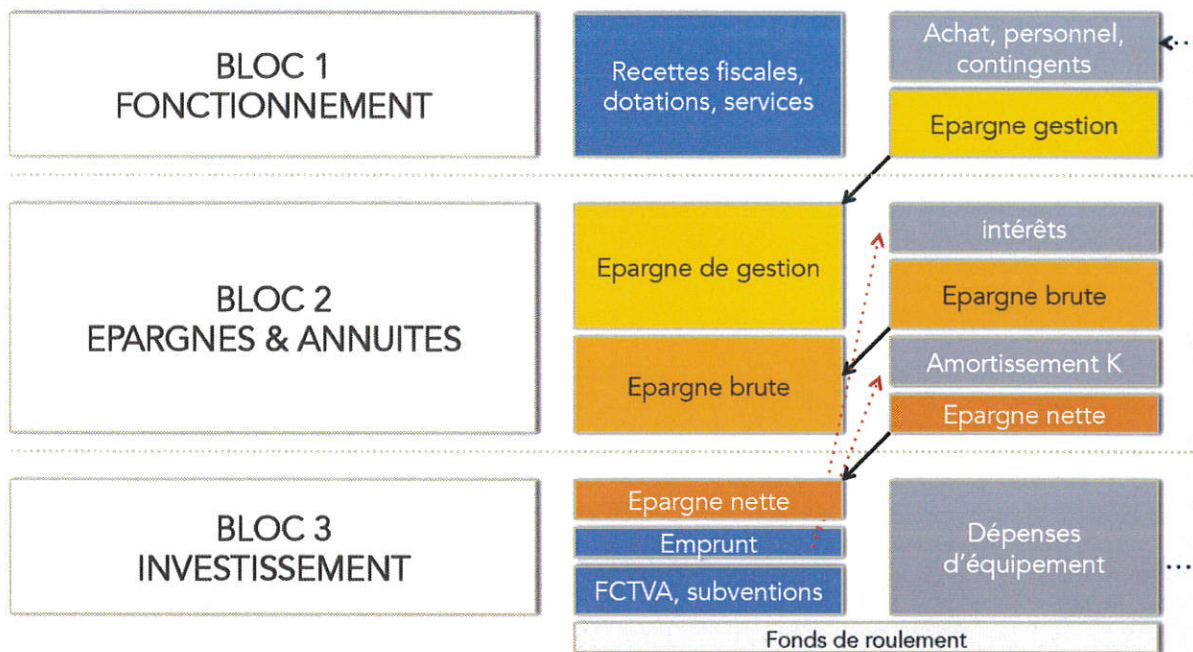 BLOC 1
FONCTIONNEMENT
Recettes fiscales,
dotations, services
Achat, personnel,
contingents
Epargne gestion
BLOC 2
EPARGNES & ANNUITES
Epargne de gestion
Epargne brute
intérêts
Epargne brute
Amortissement K
Epargne nette
BLOC 3
INVESTISSEMENT
Epargne nette
Emprunt
FCTVA, subventions
Dépenses
d'équipement
Fonds de roulement